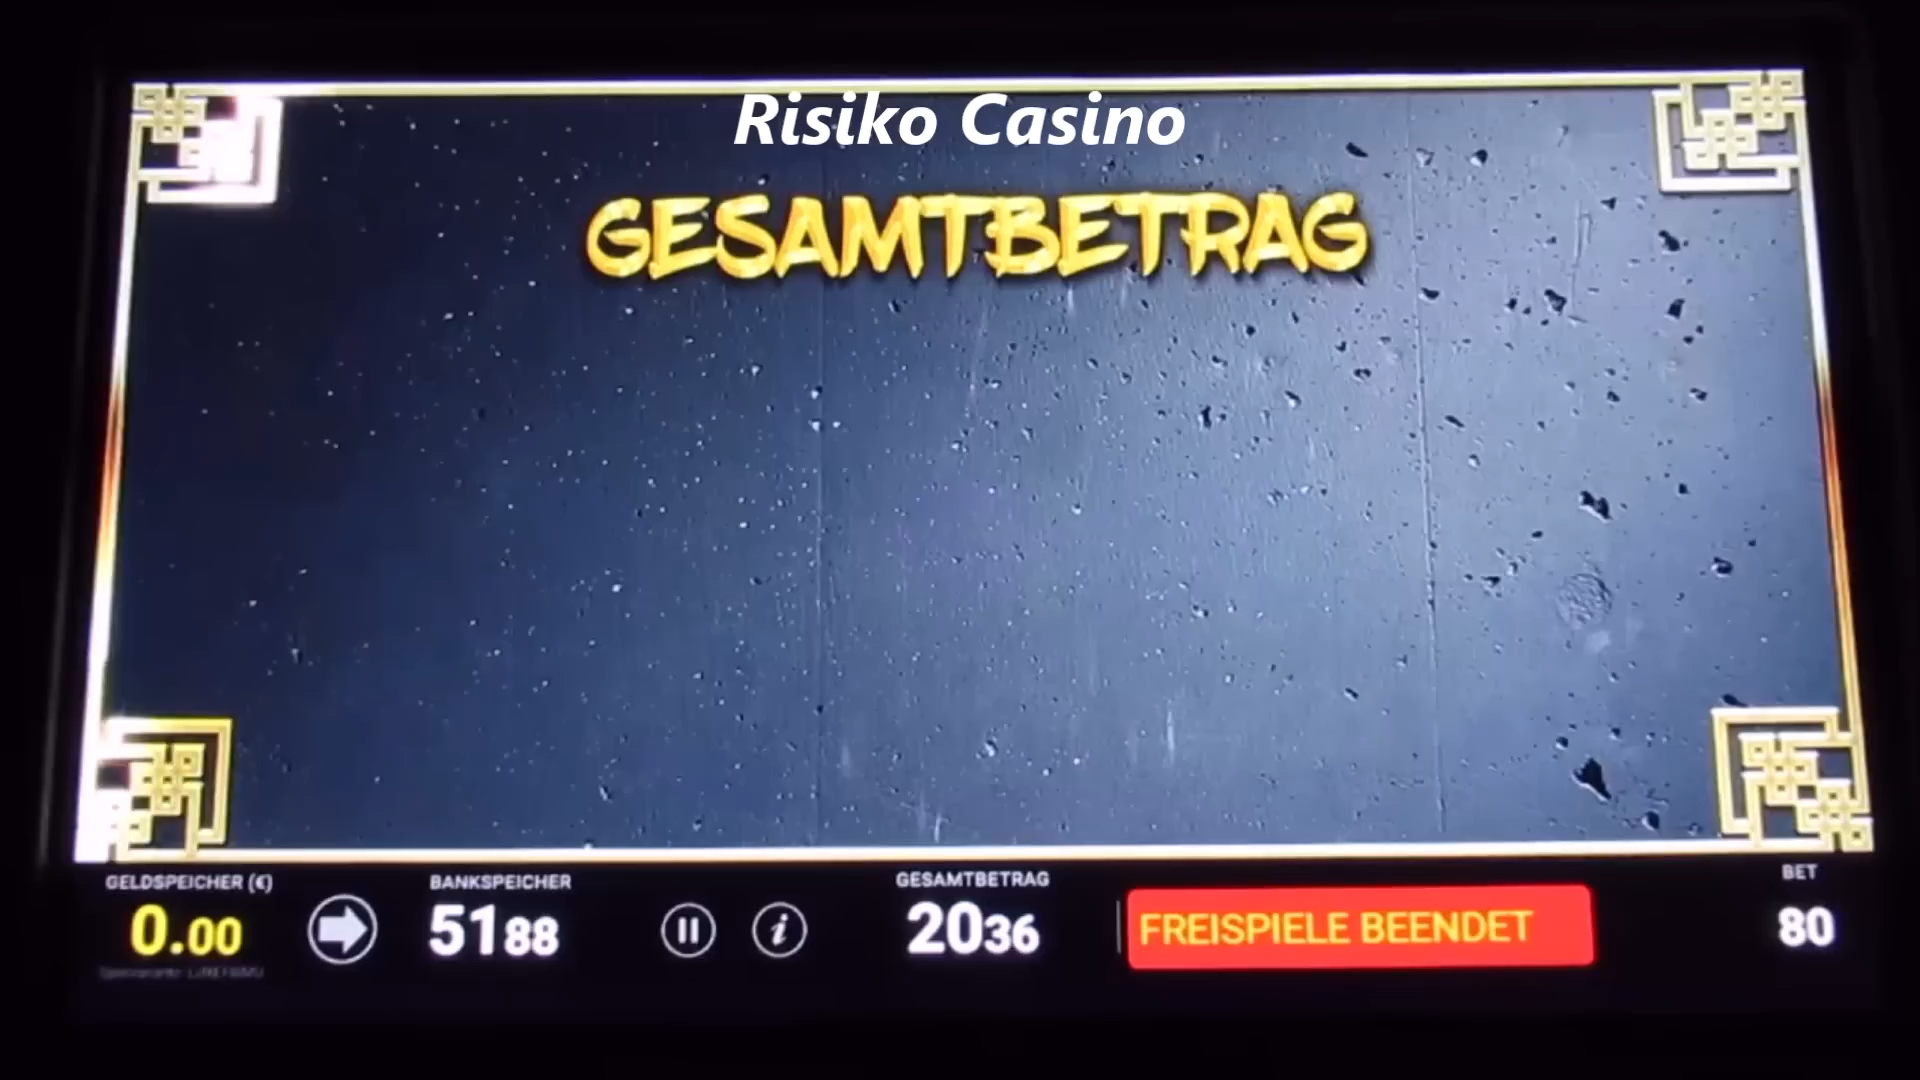 Risiko Casino
GESAMTBETRAG
GELDSPEICHER (€)
0.00
BANKSPEICHER
5188
GESAMTBETRAG
2036
FREISPIELE BEENDET
BET
80